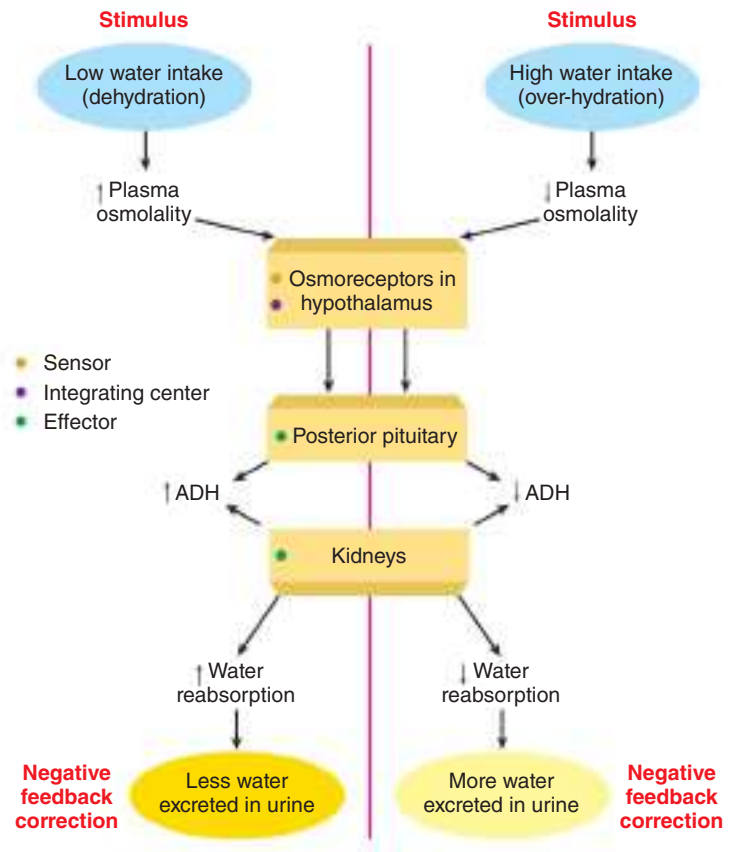 Stimulus
Stimulus
Low water intake
(dehydration)
High water intake
(over-hydration)
↑ Plasma
osmolality
↓ Plasma
osmolality
Osmoreceptors in
hypothalamus
Sensor
Integrating center
Effector
Posterior pituitary
↑ ADH
↓ ADH
Kidneys
↑ Water
reabsorption
↓ Water
reabsorption
Negative
feedback
correction
Less water
excreted in urine
More water
excreted in urine
Negative
feedback
correction